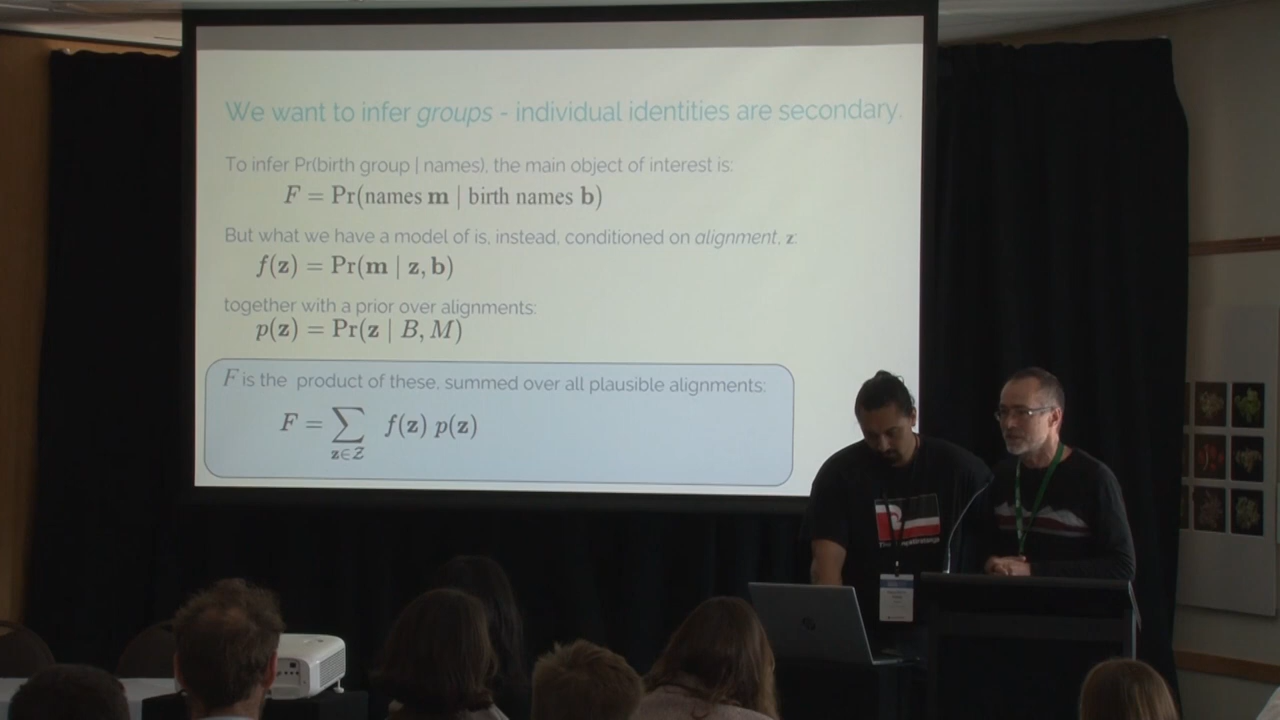 We want to infer groups - individual identities are secondary.
To infer Pr(birth group | names), the main object of interest is:
F = Pr(names m | birth names b)
But what we have a model of is, instead, conditioned on alignment, z:
f(z) = Pr(m | z, b)
together with a prior over alignments:
p(z) = Pr(z | B, M)
F is the product of these, summed over all plausible alignments:
F = ∑ f(z) p(z)
z∈𝒵